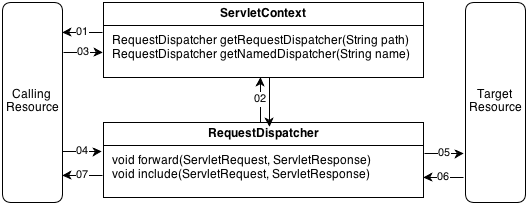 ServletContext
RequestDispatcher getRequestDispatcher(String path)
RequestDispatcher getNamedDispatcher(String name)
01
03
Calling
Resource
02
Target
Resource
RequestDispatcher
void forward(ServletRequest, ServletResponse)
void include(ServletRequest, ServletResponse)
04
07
05
06